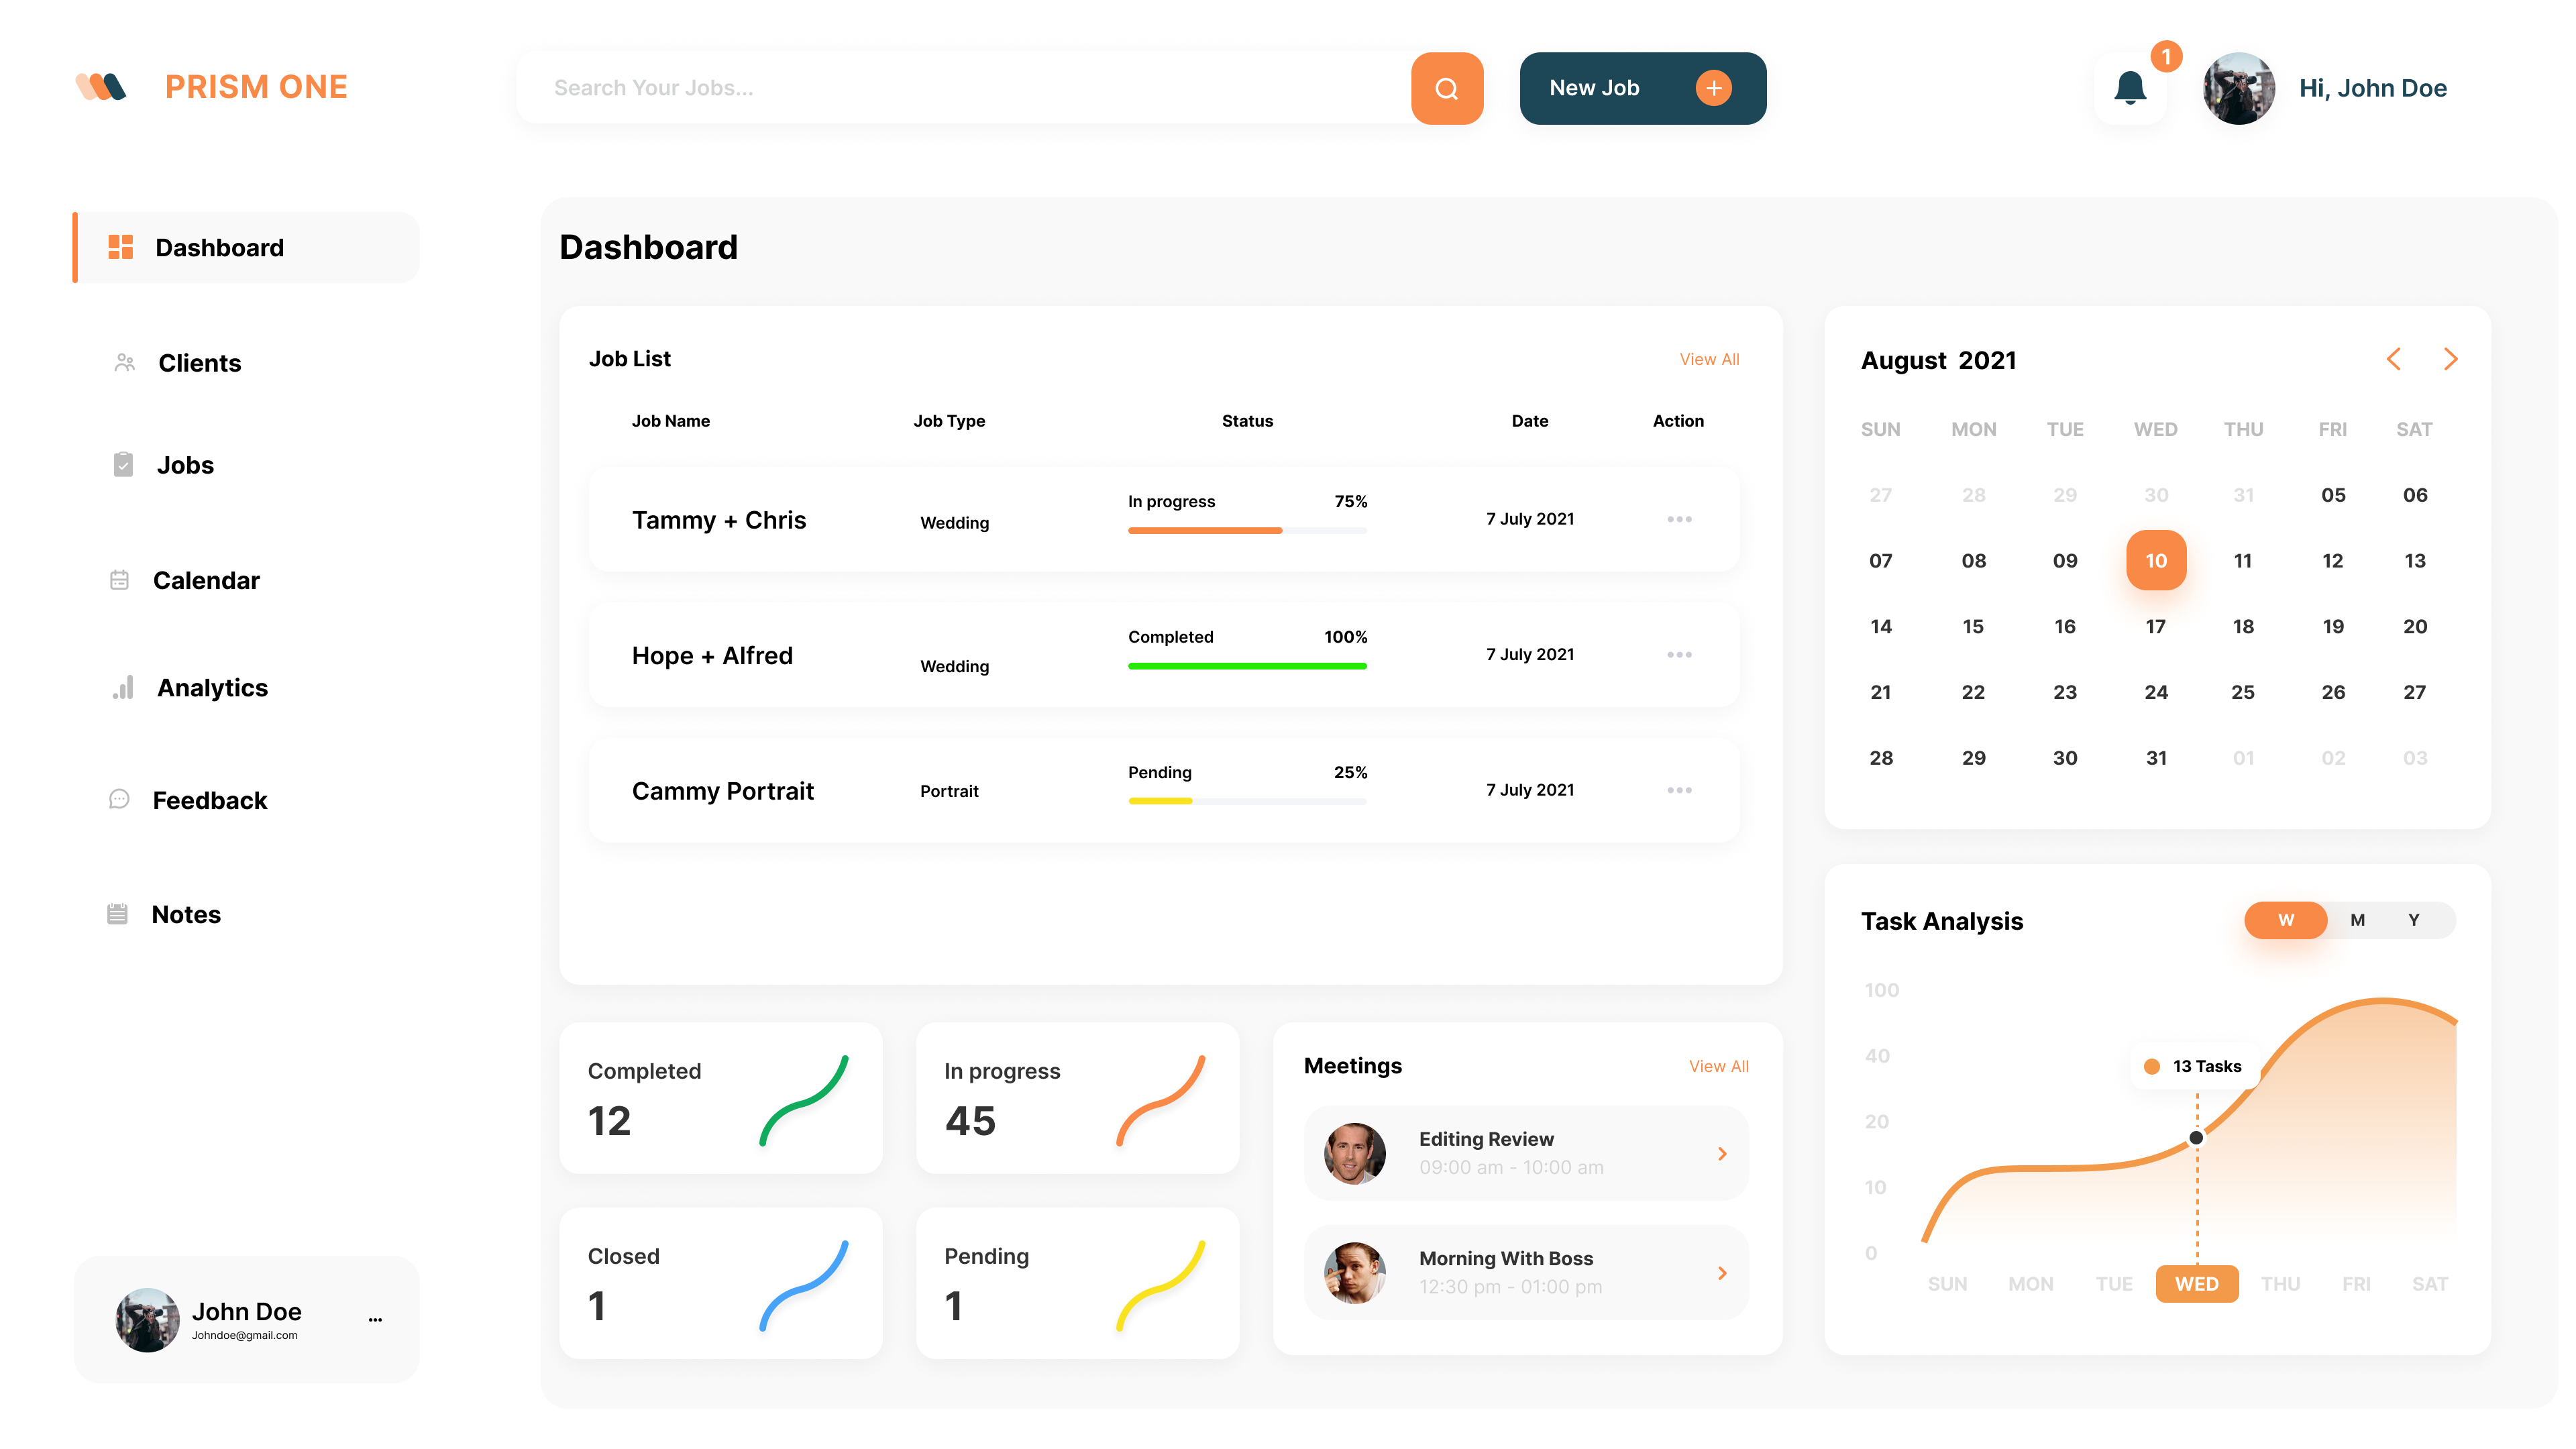 PRISM ONE
Search Your Jobs...
New Job
1
Hi, John Doe
Dashboard
Clients
Jobs
Calendar
Analytics
Feedback
Notes
John Doe
Johndoe@gmail.com
Dashboard
Job List
View All
Job Name Job Type Status Date Action
Tammy + Chris Wedding In progress 75% 7 July 2021
Hope + Alfred Wedding Completed 100% 7 July 2021
Cammy Portrait Portrait Pending 25% 7 July 2021
Completed
12
In progress
45
Closed
1
Pending
1
Meetings
View All
Editing Review
09:00 am - 10:00 am
Morning With Boss
12:30 pm - 01:00 pm
August 2021
SUN MON TUE WED THU FRI SAT
27 28 29 30 31 05 06
07 08 09 10 11 12 13
14 15 16 17 18 19 20
21 22 23 24 25 26 27
28 29 30 31 01 02 03
Task Analysis
W M Y
100
40
13 Tasks
20
10
0
SUN MON TUE WED THU FRI SAT